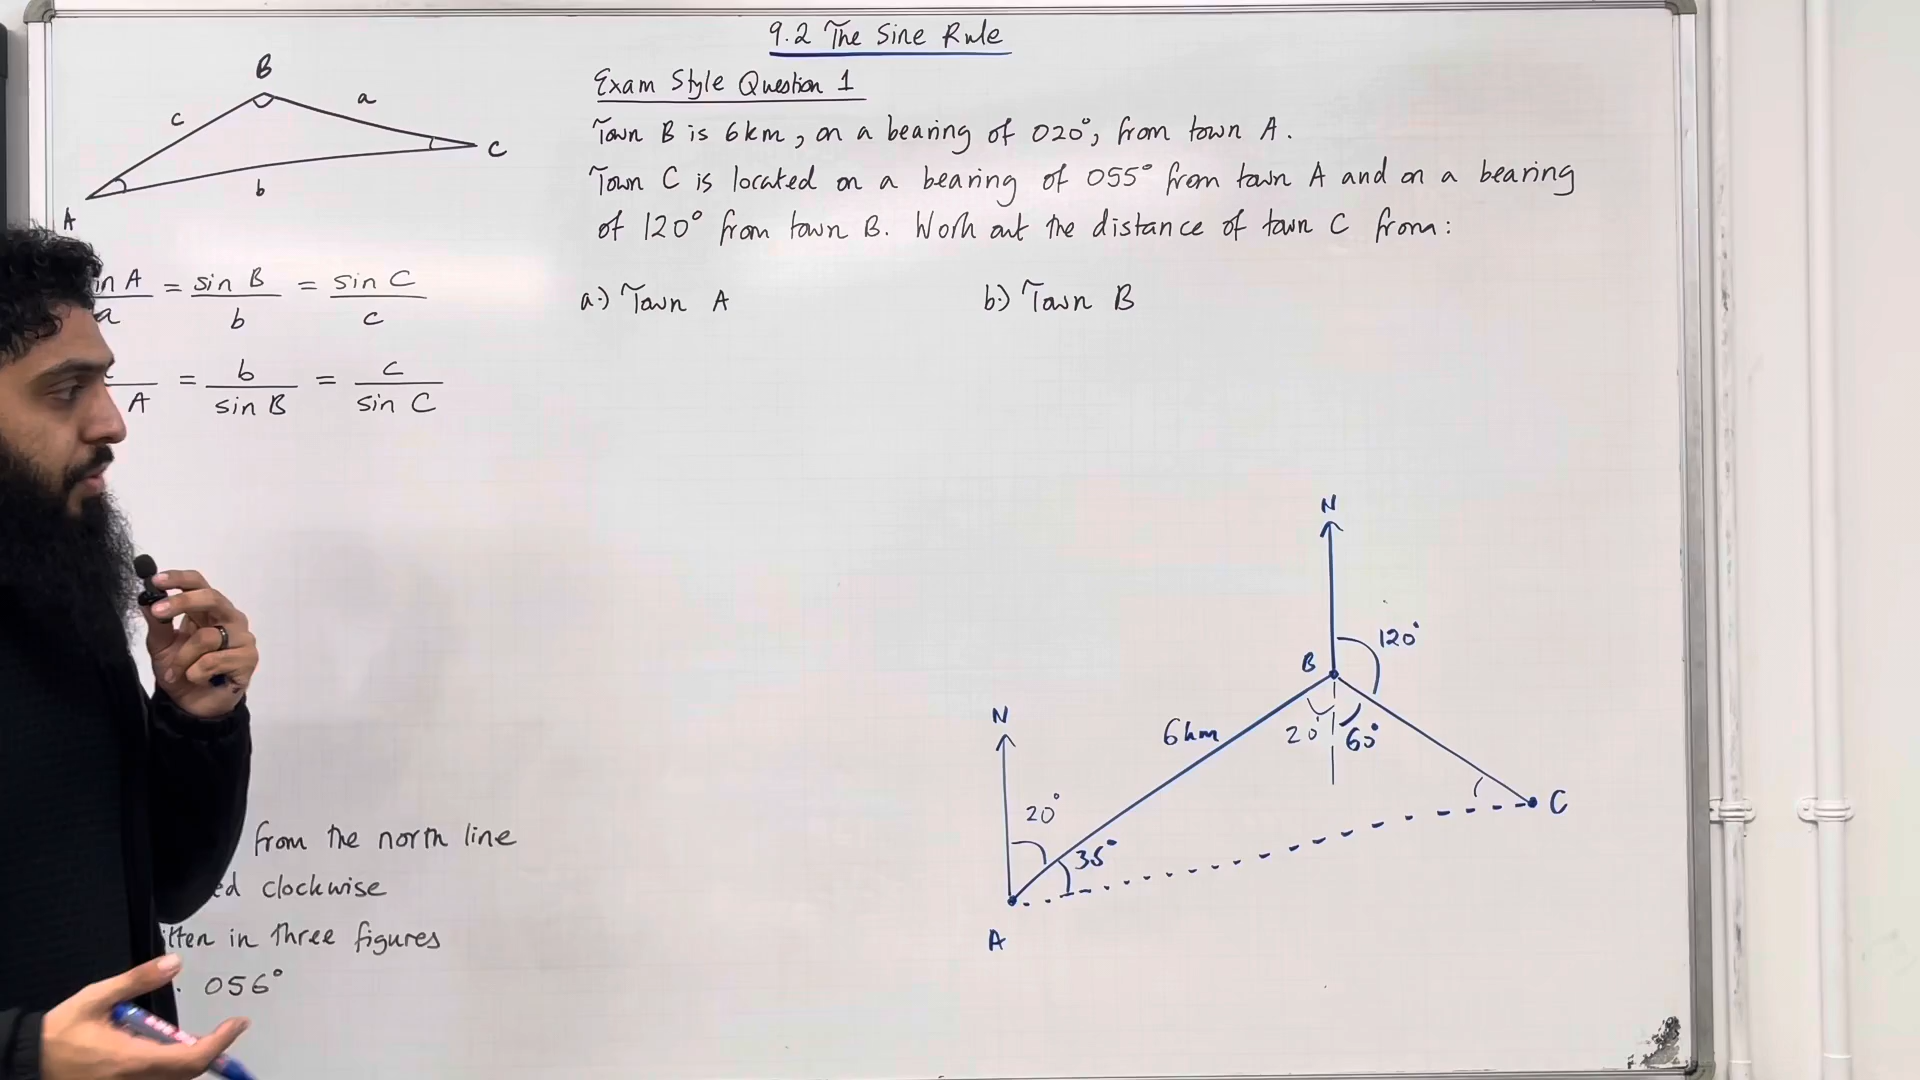 9.2 The Sine Rule
Exam Style Question 1
Town B is 6km, on a bearing of 020°, from town A.
Town C is located on a bearing of 055° from town A and on a bearing
of 120° from town B. Work out the distance of town C from:
a.) Town A
b.) Town B
B
c
a
C
b
A
in A = sin B = sin C
a b c
= b = c
A sin B sin C
from the north line
ed clockwise
itten in three figures
056°
N
120°
B
N
6km
20° 60°
20°
35°
C
A